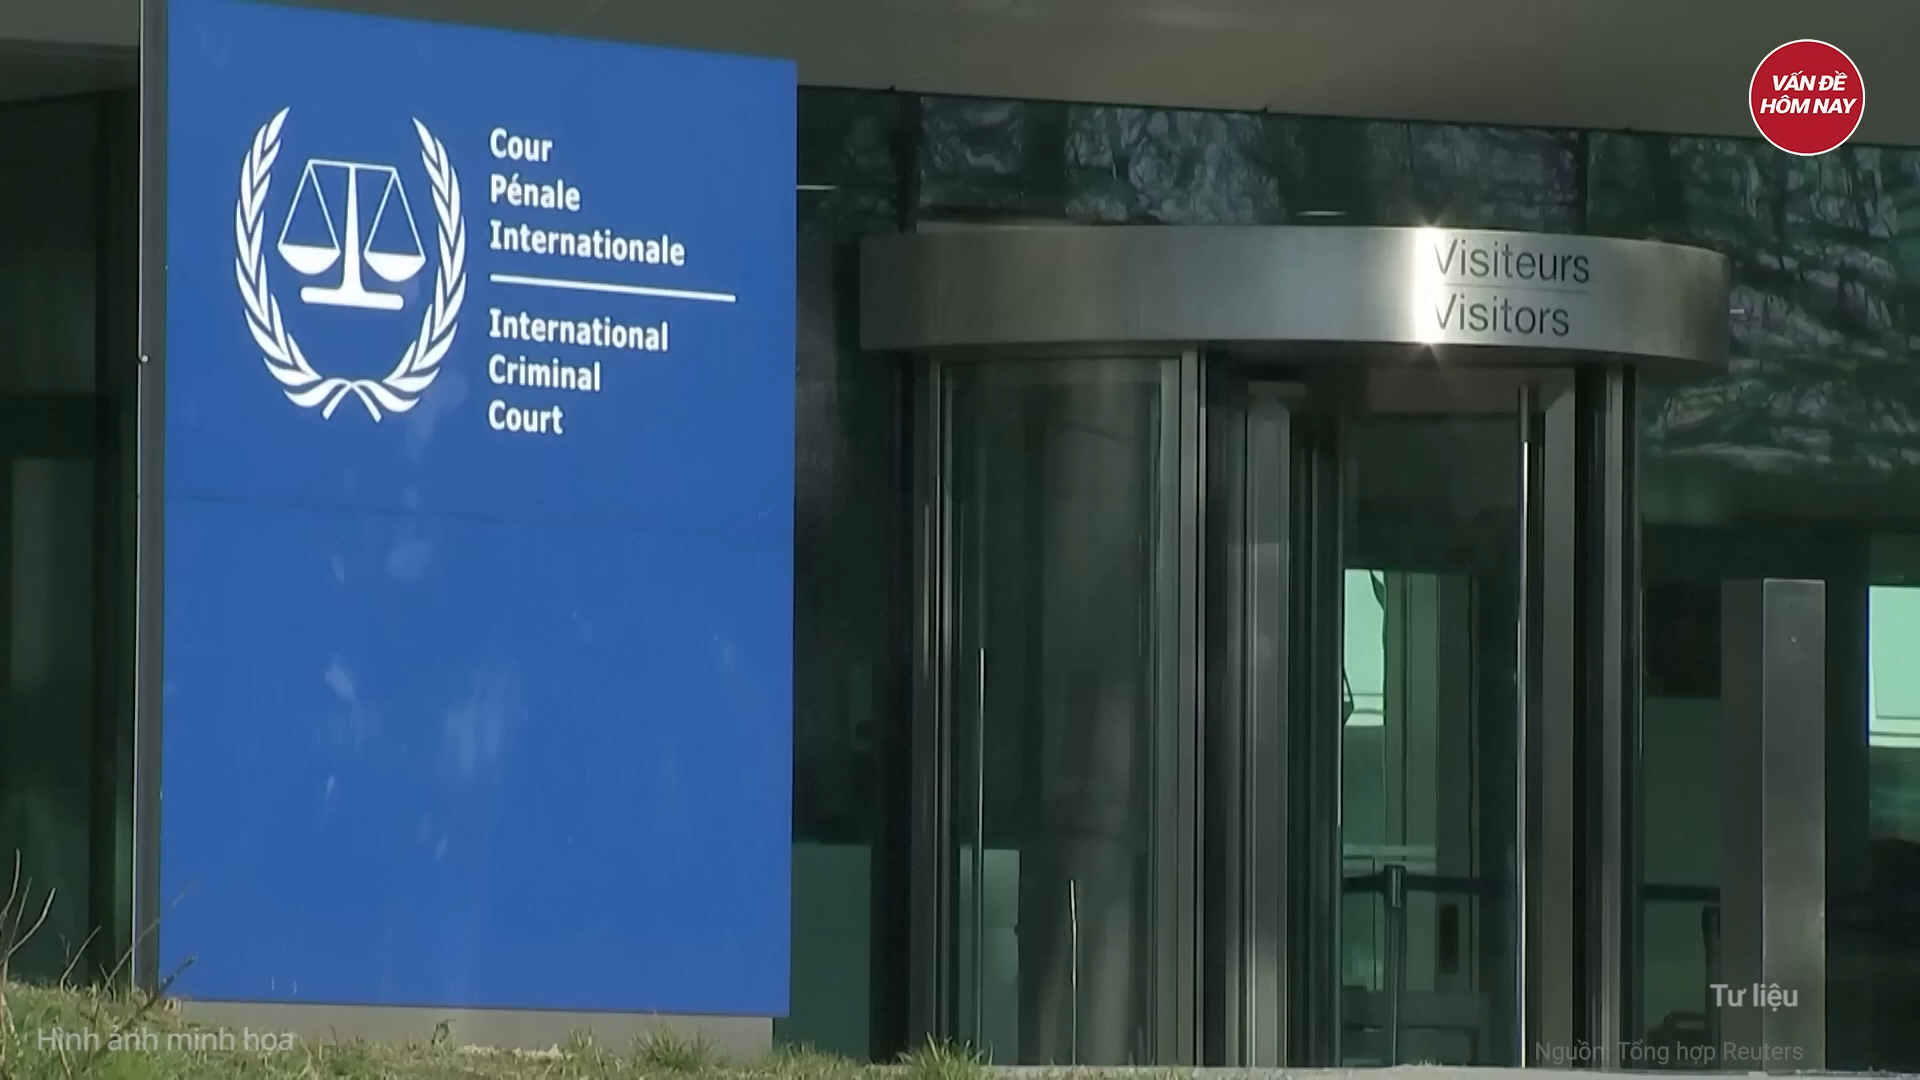 Cour
Pénale
Internationale
International
Criminal
Court
Visiteurs
Visitors
VẤN ĐỀ
HÔM NAY
Tư liệu
Hình ảnh minh họa
Nguồn: Tổng hợp Reuters